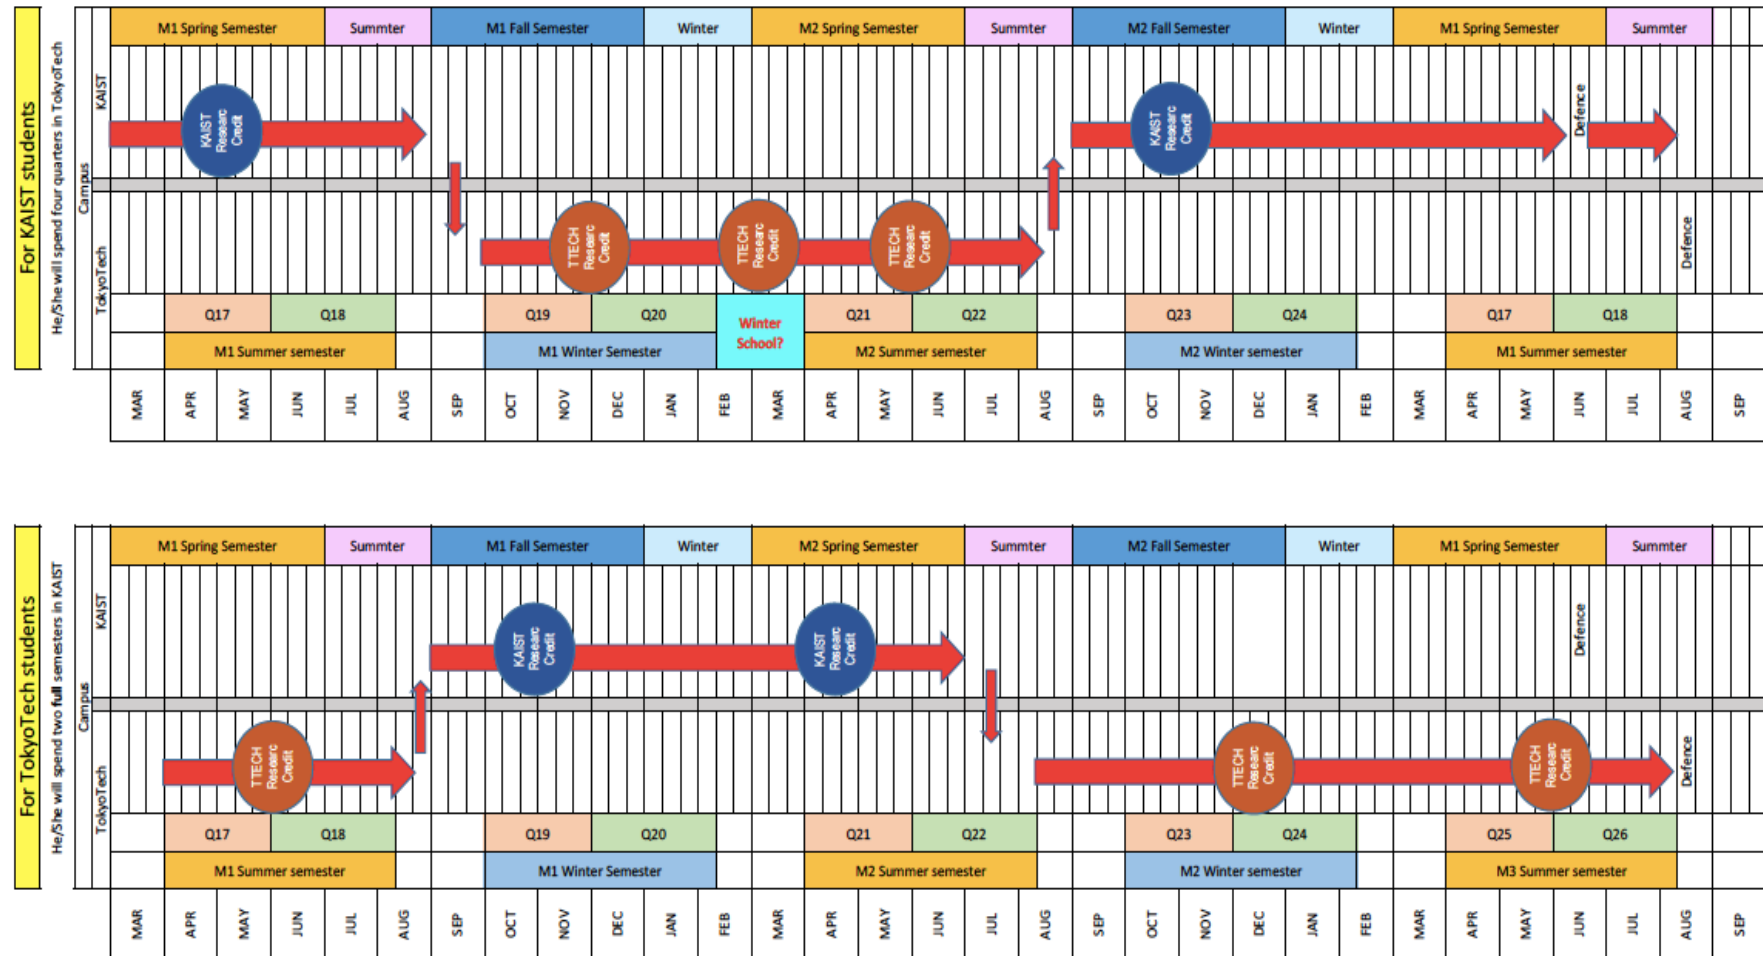 For KAIST students
He/She will spend four quarters in TokyoTech
Campus
KAIST
TokyoTech
M1 Spring Semester
Summter
M1 Fall Semester
Winter
M2 Spring Semester
Summter
M2 Fall Semester
Winter
M1 Spring Semester
Summter
KAIST
Researc
Credit
KAIST
Researc
Credit
Defence
TTECH
Researc
Credit
TTECH
Researc
Credit
TTECH
Researc
Credit
Defence
Q17
Q18
Q19
Q20
Winter
School?
Q21
Q22
Q23
Q24
Q17
Q18
M1 Summer semester
M1 Winter Semester
M2 Summer semester
M2 Winter semester
M1 Summer semester
MAR
APR
MAY
JUN
JUL
AUG
SEP
OCT
NOV
DEC
JAN
FEB
MAR
APR
MAY
JUN
JUL
AUG
SEP
OCT
NOV
DEC
JAN
FEB
MAR
APR
MAY
JUN
JUL
AUG
SEP
For TokyoTech students
He/She will spend two full semesters in KAIST
Campus
KAIST
TokyoTech
M1 Spring Semester
Summter
M1 Fall Semester
Winter
M2 Spring Semester
Summter
M2 Fall Semester
Winter
M1 Spring Semester
Summter
KAIST
Researc
Credit
KAIST
Researc
Credit
Defence
TTECH
Researc
Credit
TTECH
Researc
Credit
TTECH
Researc
Credit
Defence
Q17
Q18
Q19
Q20
Q21
Q22
Q23
Q24
Q25
Q26
M1 Summer semester
M1 Winter Semester
M2 Summer semester
M2 Winter semester
M3 Summer semester
MAR
APR
MAY
JUN
JUL
AUG
SEP
OCT
NOV
DEC
JAN
FEB
MAR
APR
MAY
JUN
JUL
AUG
SEP
OCT
NOV
DEC
JAN
FEB
MAR
APR
MAY
JUN
JUL
AUG
SEP